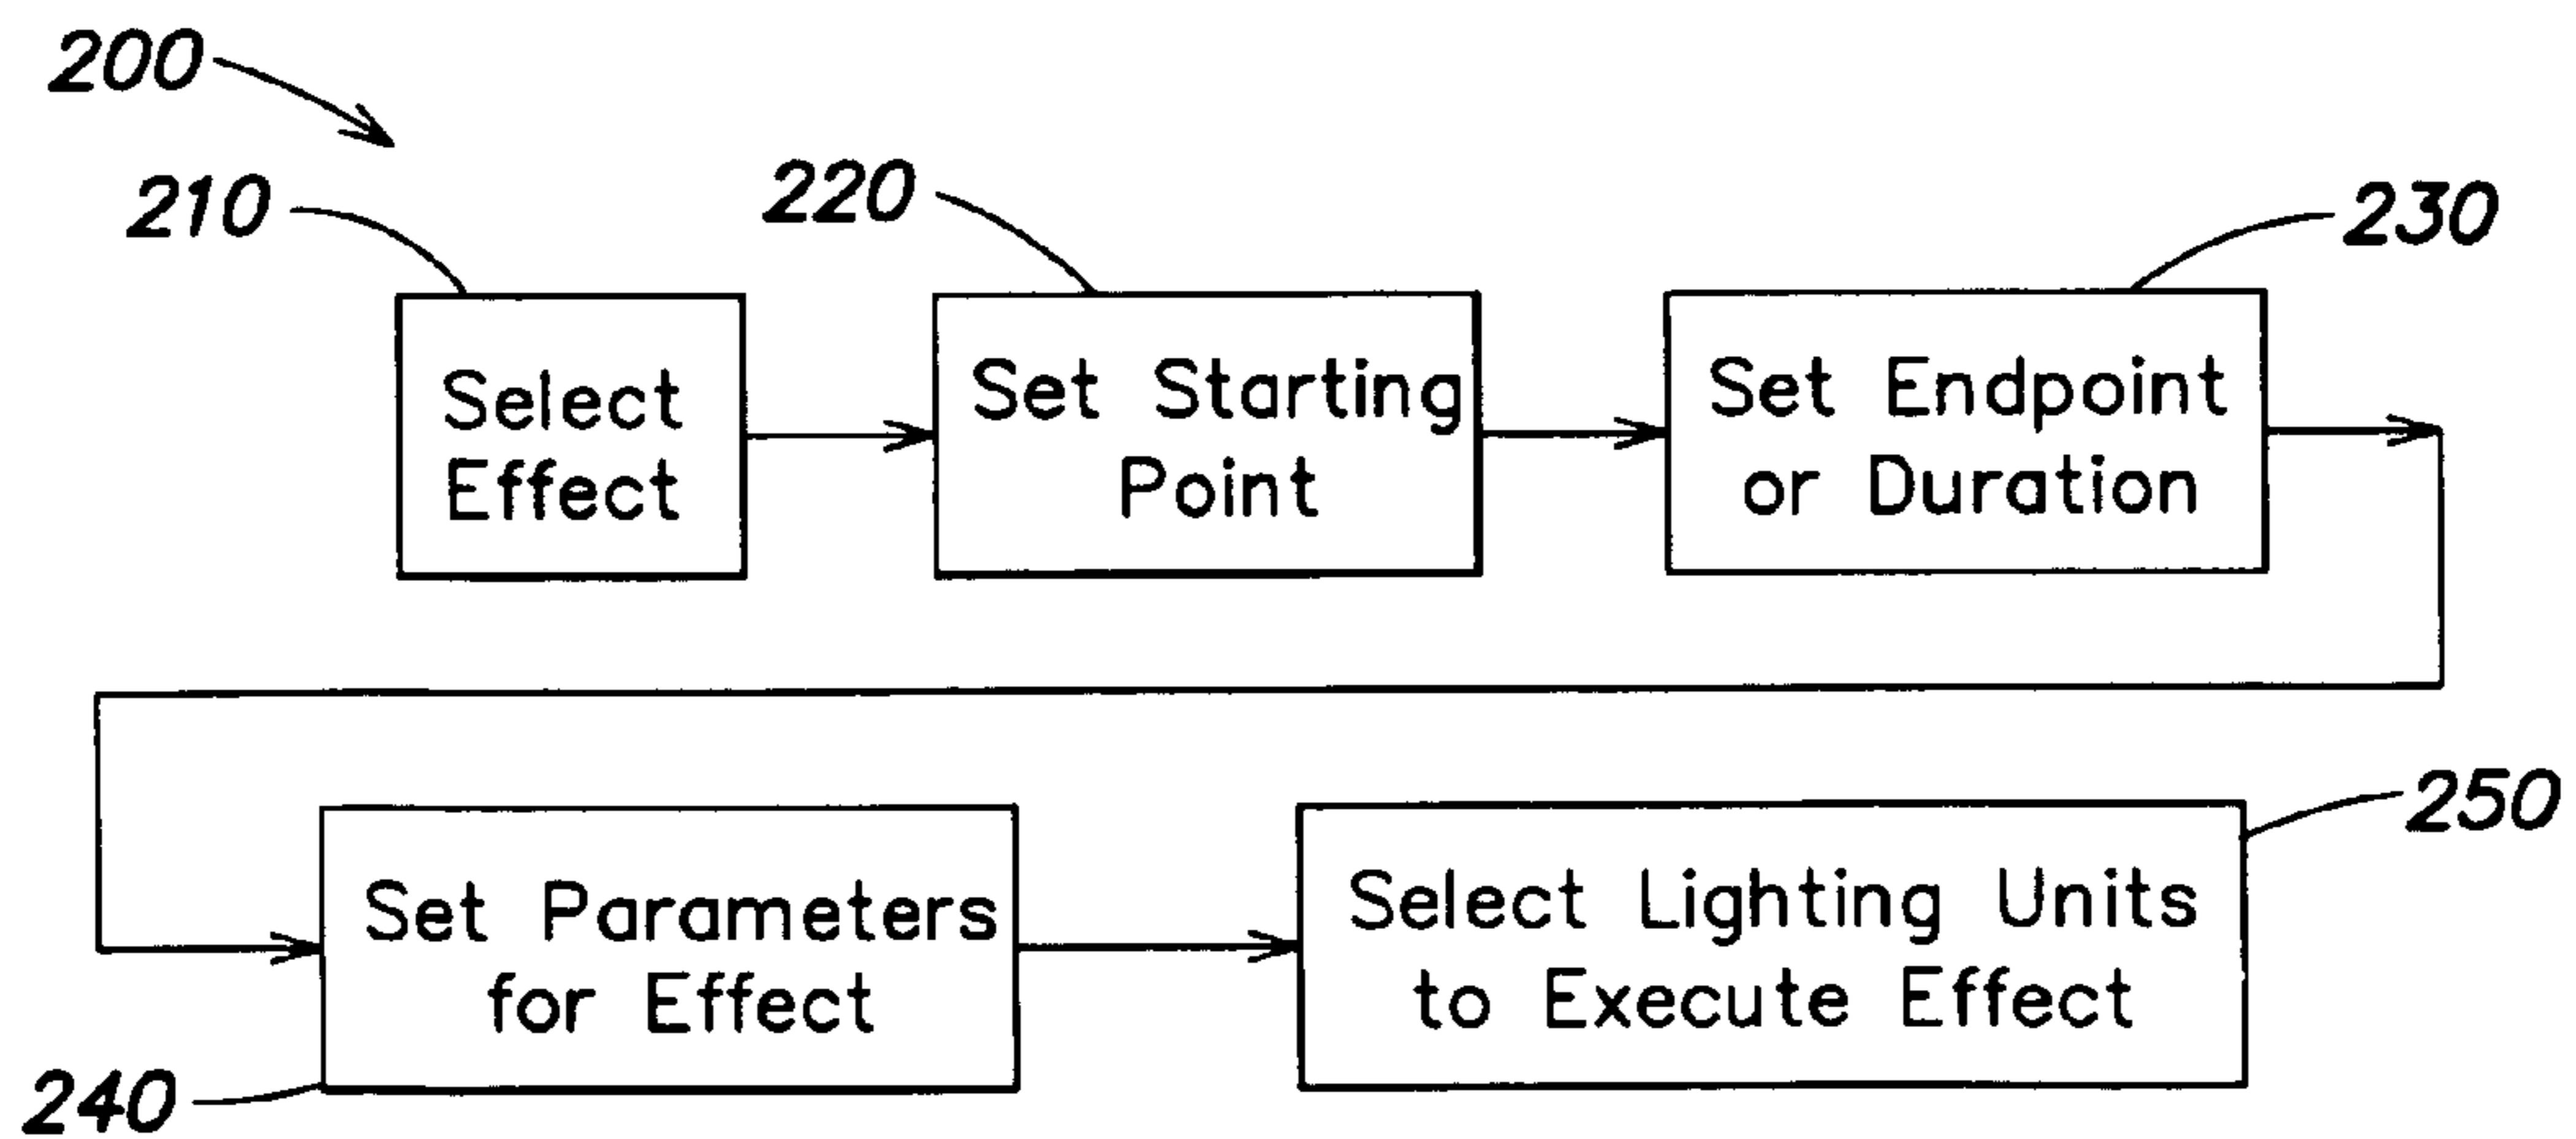 200
210
220
230
Select
Effect
Set Starting
Point
Set Endpoint
or Duration
240
250
Set Parameters
for Effect
Select Lighting Units
to Execute Effect